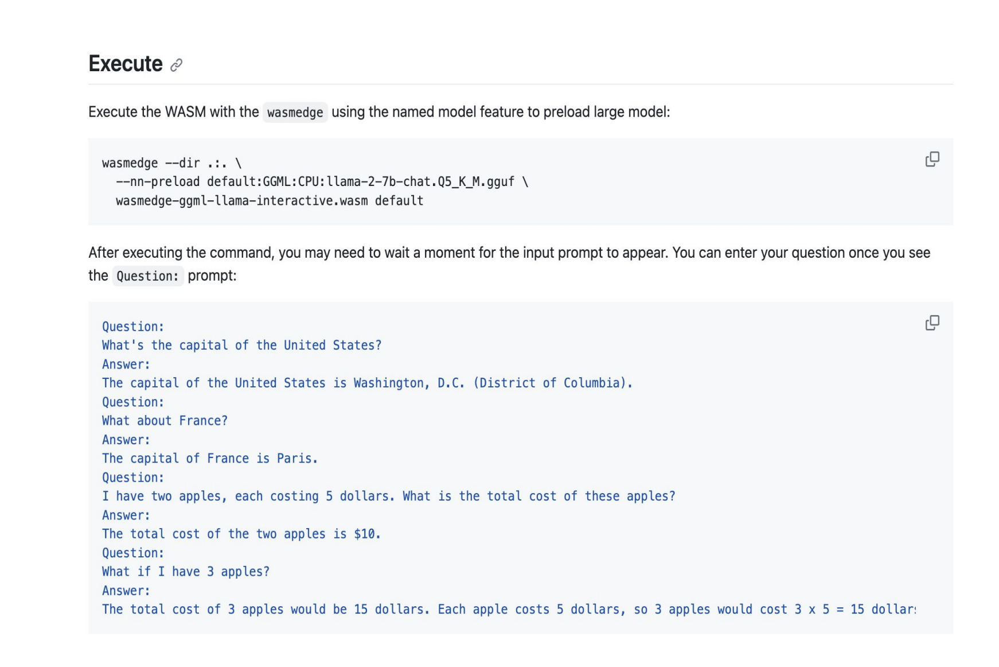 Execute
Execute the WASM with the wasmedge using the named model feature to preload large model:
wasmedge --dir .:. \
--nn-preload default:GGML:CPU:llama-2-7b-chat.Q5_K_M.gguf \
wasmedge-ggml-llama-interactive.wasm default
After executing the command, you may need to wait a moment for the input prompt to appear. You can enter your question once you see
the Question: prompt:
Question:
What's the capital of the United States?
Answer:
The capital of the United States is Washington, D.C. (District of Columbia).
Question:
What about France?
Answer:
The capital of France is Paris.
Question:
I have two apples, each costing 5 dollars. What is the total cost of these apples?
Answer:
The total cost of the two apples is $10.
Question:
What if I have 3 apples?
Answer:
The total cost of 3 apples would be 15 dollars. Each apple costs 5 dollars, so 3 apples would cost 3 x 5 = 15 dollars